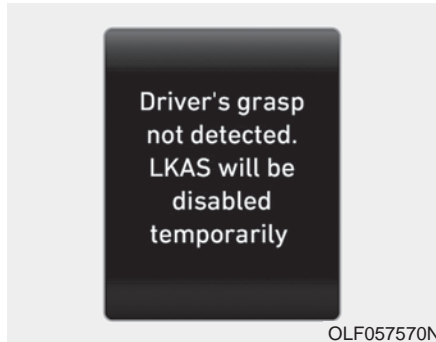 Driver's grasp
not detected.
LKAS will be
disabled
temporarily
OLF057570N